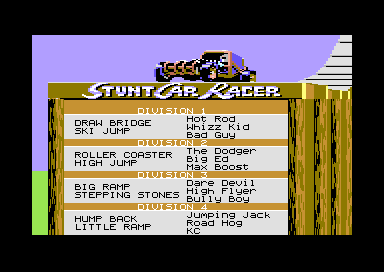 STUNT CAR RACER
DIVISION 1
DRAW BRIDGE
SKI JUMP
Hot Rod
Whizz Kid
Bad Guy
DIVISION 2
ROLLER COASTER
HIGH JUMP
The Dodger
Big Ed
Max Boost
DIVISION 3
BIG RAMP
STEPPING STONES
Dare Devil
High Flyer
Bully Boy
DIVISION 4
HUMP BACK
LITTLE RAMP
Jumping Jack
Road Hog
KC